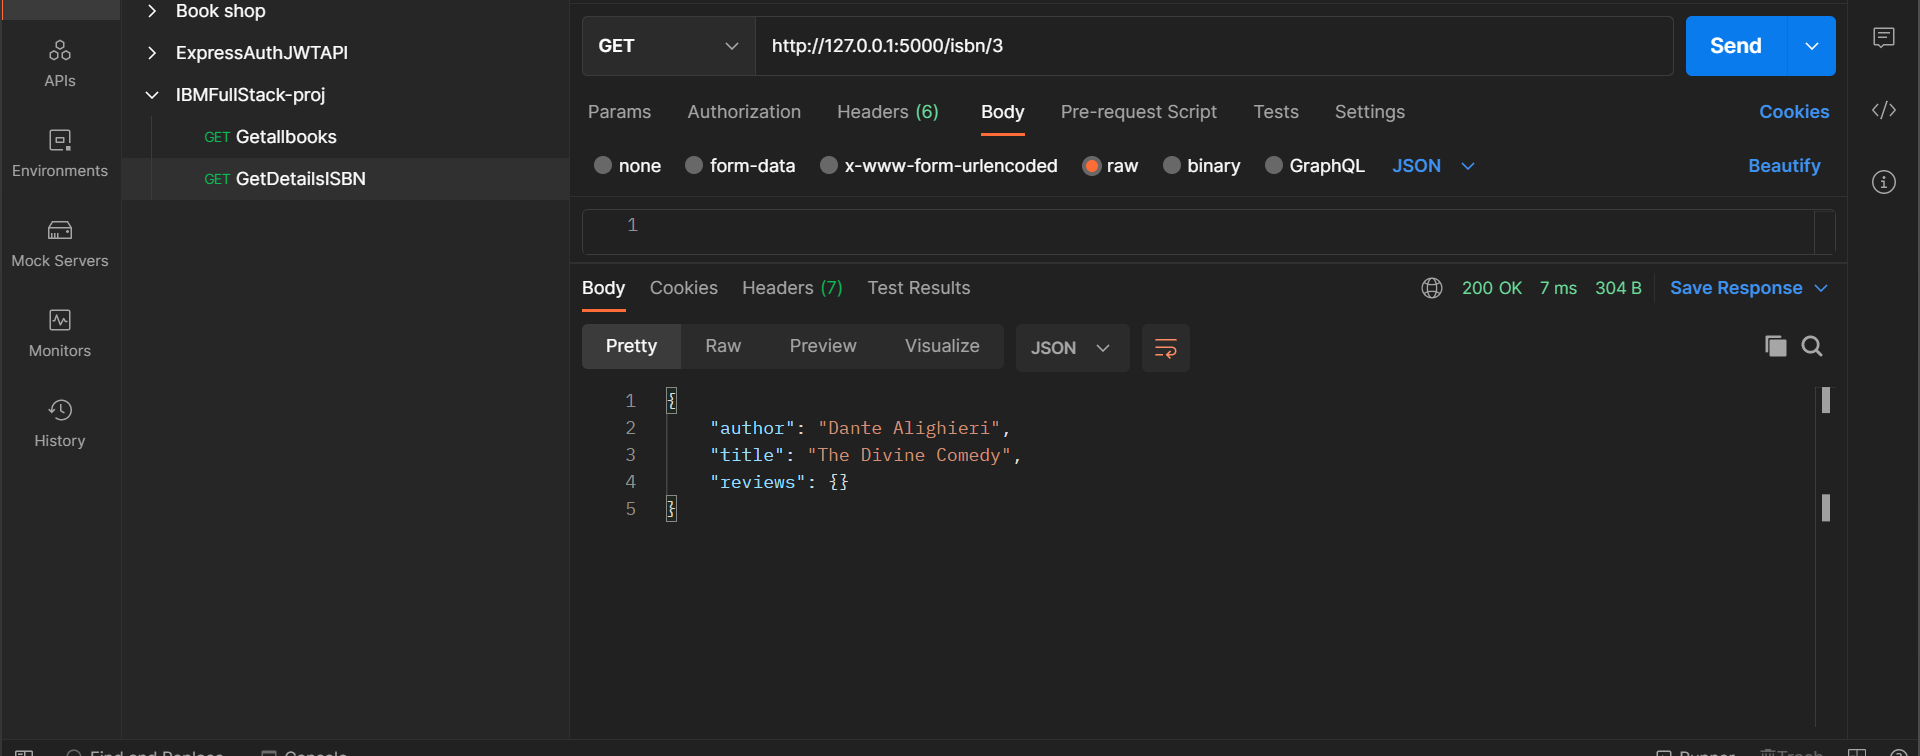 Book shop
ExpressAuthJWTAPI
IBMFullStack-proj
GET Getallbooks
GET GetDetailsISBN
APIs
Environments
Mock Servers
Monitors
History
GET http://127.0.0.1:5000/isbn/3 Send
Params Authorization Headers (6) Body Pre-request Script Tests Settings Cookies
none form-data x-www-form-urlencoded raw binary GraphQL JSON Beautify
1
Body Cookies Headers (7) Test Results 200 OK 7 ms 304 B Save Response
Pretty Raw Preview Visualize JSON
1 {
2 "author": "Dante Alighieri",
3 "title": "The Divine Comedy",
4 "reviews": {}
5 }
Find and Replace Console Runner Trash